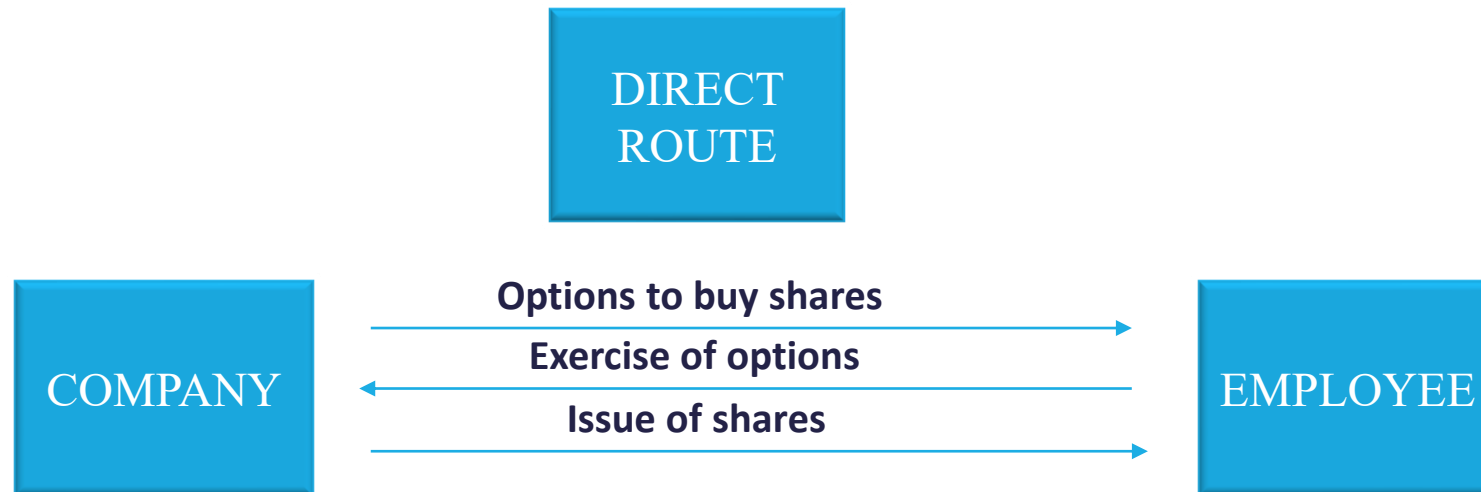 DIRECT
ROUTE
Options to buy shares
Exercise of options
Issue of shares
COMPANY
EMPLOYEE